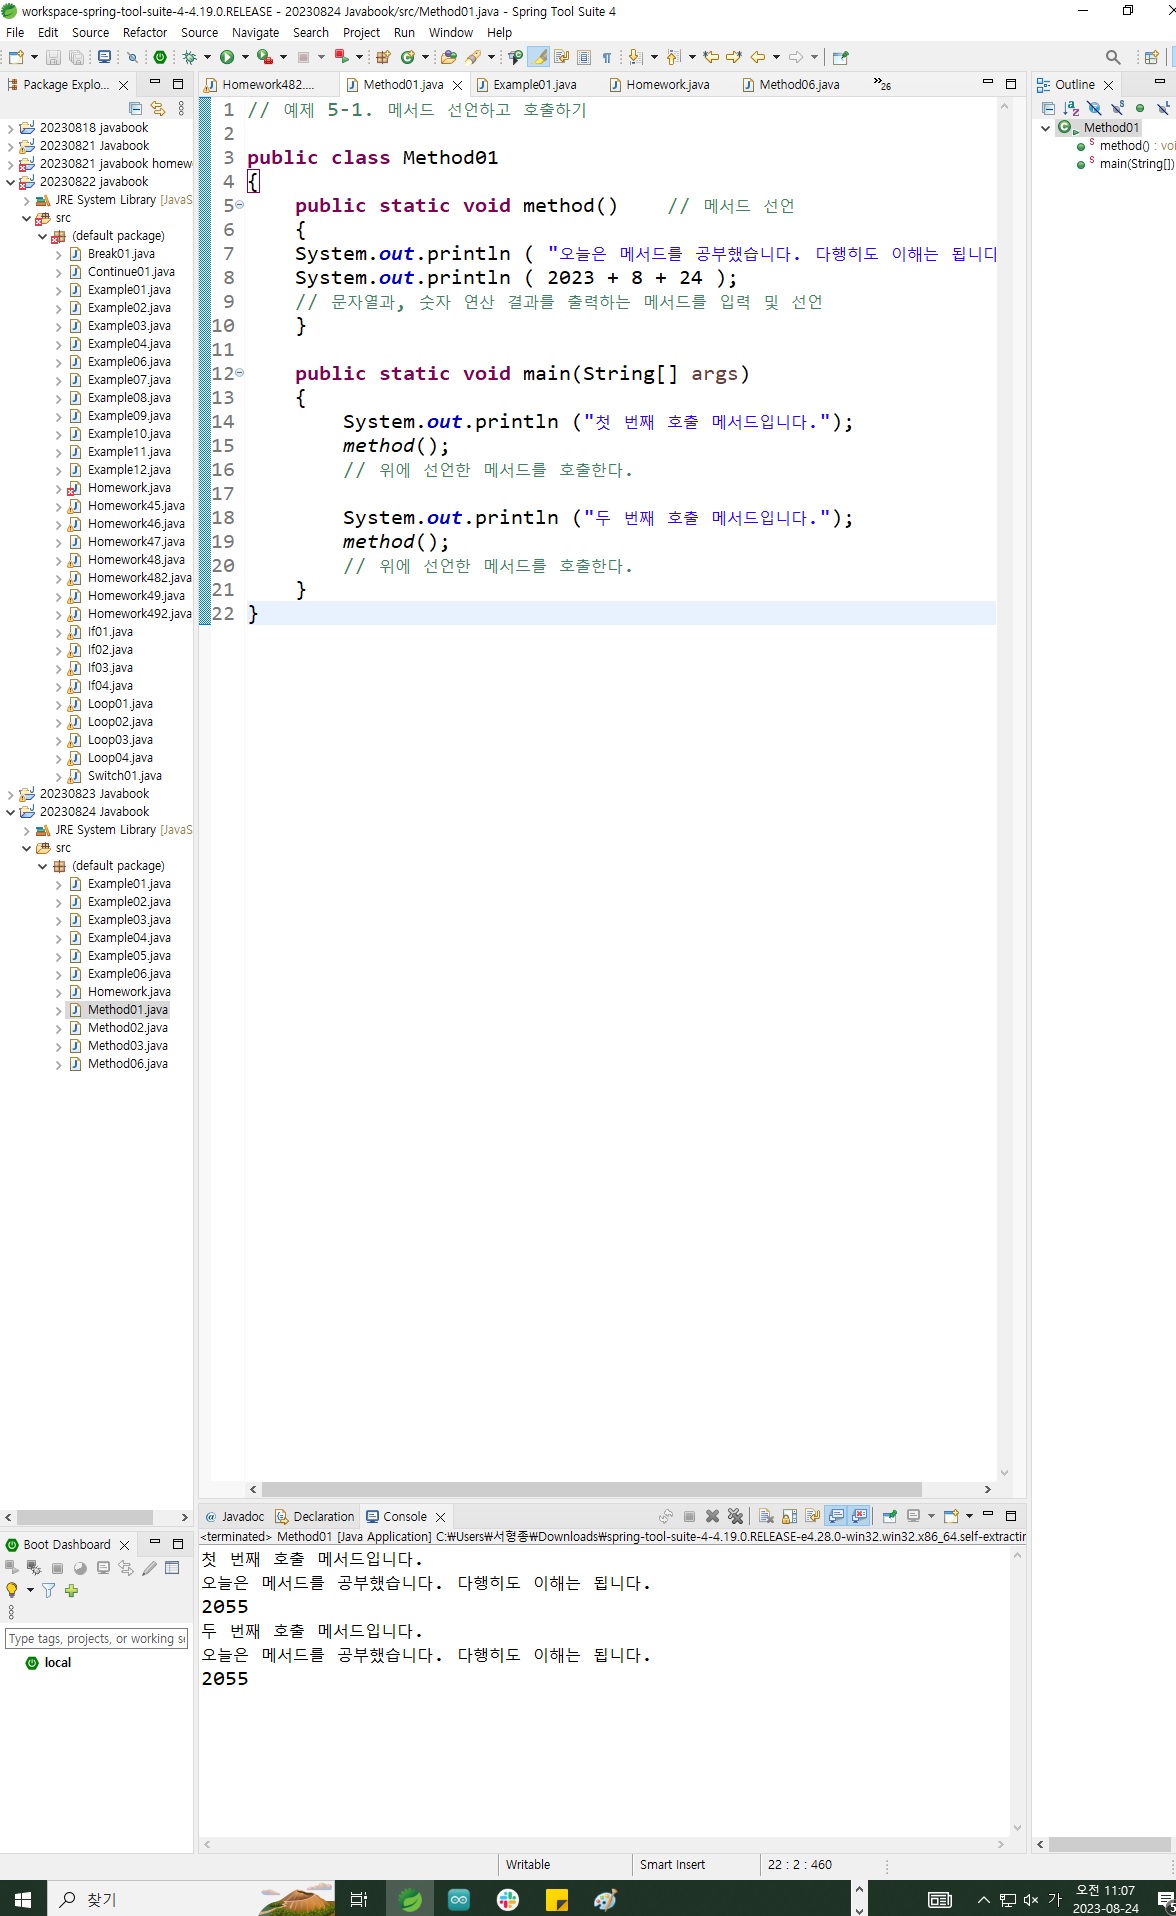 workspace-spring-tool-suite-4-4.19.0.RELEASE - 20230824 Javabook/src/Method01.java - Spring Tool Suite 4
File Edit Source Refactor Source Navigate Search Project Run Window Help
Package Explo...
20230818 javabook
20230821 Javabook
20230821 javabook homew
20230822 javabook
JRE System Library [JavaS
src
(default package)
Break01.java
Continue01.java
Example01.java
Example02.java
Example03.java
Example04.java
Example06.java
Example07.java
Example08.java
Example09.java
Example10.java
Example11.java
Example12.java
Homework.java
Homework45.java
Homework46.java
Homework47.java
Homework48.java
Homework482.java
Homework49.java
Homework492.java
If01.java
If02.java
If03.java
If04.java
Loop01.java
Loop02.java
Loop03.java
Loop04.java
Switch01.java
20230823 Javabook
20230824 Javabook
JRE System Library [JavaS
src
(default package)
Example01.java
Example02.java
Example03.java
Example04.java
Example05.java
Example06.java
Homework.java
Method01.java
Method02.java
Method03.java
Method06.java
Homework482.... Method01.java Example01.java Homework.java Method06.java »26
1 // 예제 5-1. 메서드 선언하고 호출하기
2
3 public class Method01
4 {
5 public static void method() // 메서드 선언
6 {
7 System.out.println ( "오늘은 메서드를 공부했습니다. 다행히도 이해는 됩니다
8 System.out.println ( 2023 + 8 + 24 );
9 // 문자열과, 숫자 연산 결과를 출력하는 메서드를 입력 및 선언
10 }
11
12 public static void main(String[] args)
13 {
14 System.out.println ("첫 번째 호출 메서드입니다.");
15 method();
16 // 위에 선언한 메서드를 호출한다.
17
18 System.out.println ("두 번째 호출 메서드입니다.");
19 method();
20 // 위에 선언한 메서드를 호출한다.
21 }
22 }
Outline
Method01
method() : voi
main(String[])
Boot Dashboard
Type tags, projects, or working se
local
@ Javadoc Declaration Console
<terminated> Method01 [Java Application] C:₩Users₩서형종₩Downloads₩spring-tool-suite-4-4.19.0.RELEASE-e4.28.0-win32.win32.x86_64.self-extractir
첫 번째 호출 메서드입니다.
오늘은 메서드를 공부했습니다. 다행히도 이해는 됩니다.
2055
두 번째 호출 메서드입니다.
오늘은 메서드를 공부했습니다. 다행히도 이해는 됩니다.
2055
Writable Smart Insert 22 : 2 : 460
찾기
가
오전 11:07
2023-08-24
5